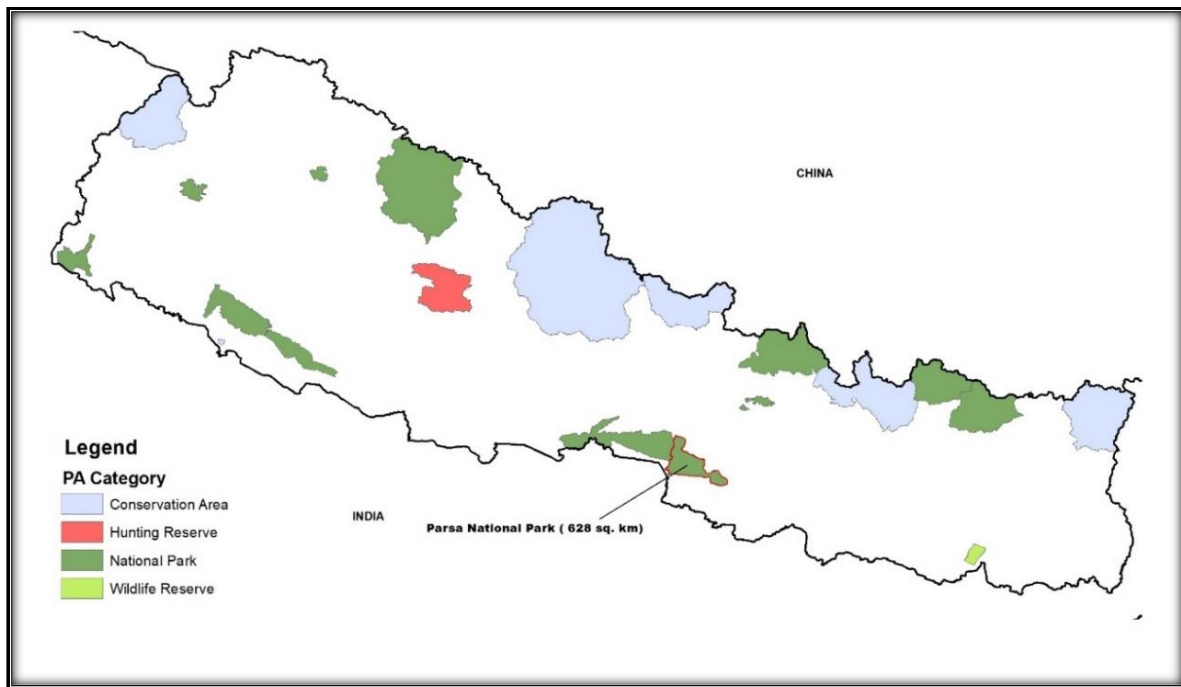 CHINA
Legend
PA Category
Conservation Area
Hunting Reserve
National Park
Wildlife Reserve
INDIA
Parsa National Park ( 628 sq. km)